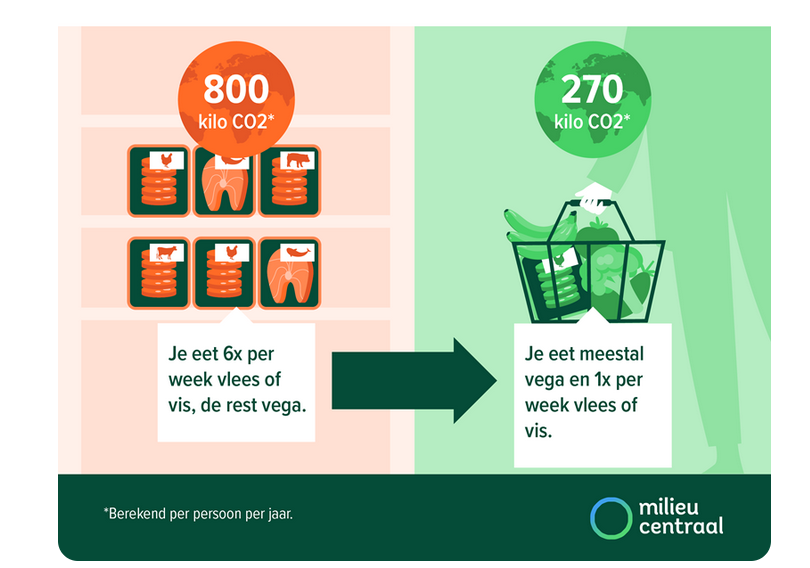 800
kilo CO2*
270
kilo CO2*
Je eet 6x per
week vlees of
vis, de rest vega.
Je eet meestal
vega en 1x per
week vlees of
vis.
*Berekend per persoon per jaar.
milieu
centraal